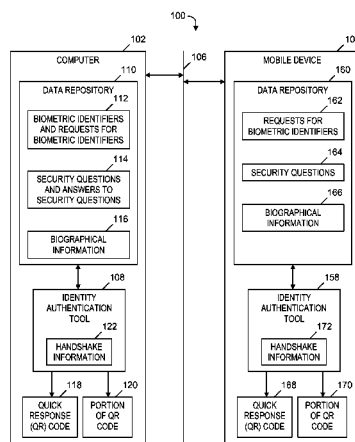 100
102
106
10
COMPUTER
MOBILE DEVICE
110
160
DATA REPOSITORY
DATA REPOSITORY
112
162
BIOMETRIC IDENTIFIERS
AND REQUESTS FOR
BIOMETRIC IDENTIFIERS
REQUESTS FOR
BIOMETRIC IDENTIFIERS
114
164
SECURITY QUESTIONS
AND ANSWERS TO
SECURITY QUESTIONS
SECURITY QUESTIONS
116
166
BIOGRAPHICAL
INFORMATION
BIOGRAPHICAL
INFORMATION
108
158
IDENTITY
AUTHENTICATION
TOOL
IDENTITY
AUTHENTICATION
TOOL
122
172
HANDSHAKE
INFORMATION
HANDSHAKE
INFORMATION
118
120
168
170
QUICK
RESPONSE
(QR) CODE
PORTION
OF QR
CODE
QUICK
RESPONSE
(QR) CODE
PORTION
OF QR
CODE